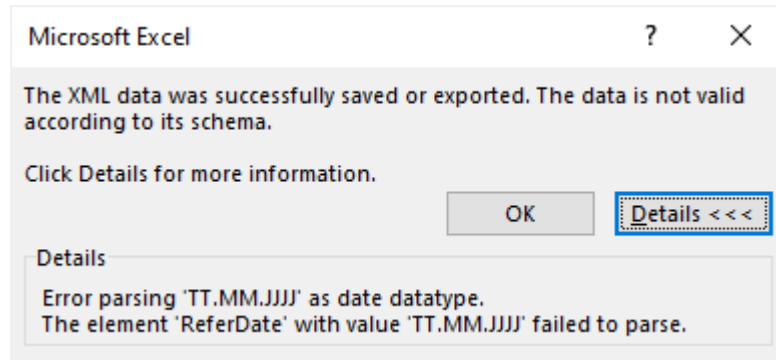 Microsoft Excel
?
The XML data was successfully saved or exported. The data is not valid
according to its schema.
Click Details for more information.
OK
Details <<<
Details
Error parsing 'TT.MM.JJJJ' as date datatype.
The element 'ReferDate' with value 'TT.MM.JJJJ' failed to parse.